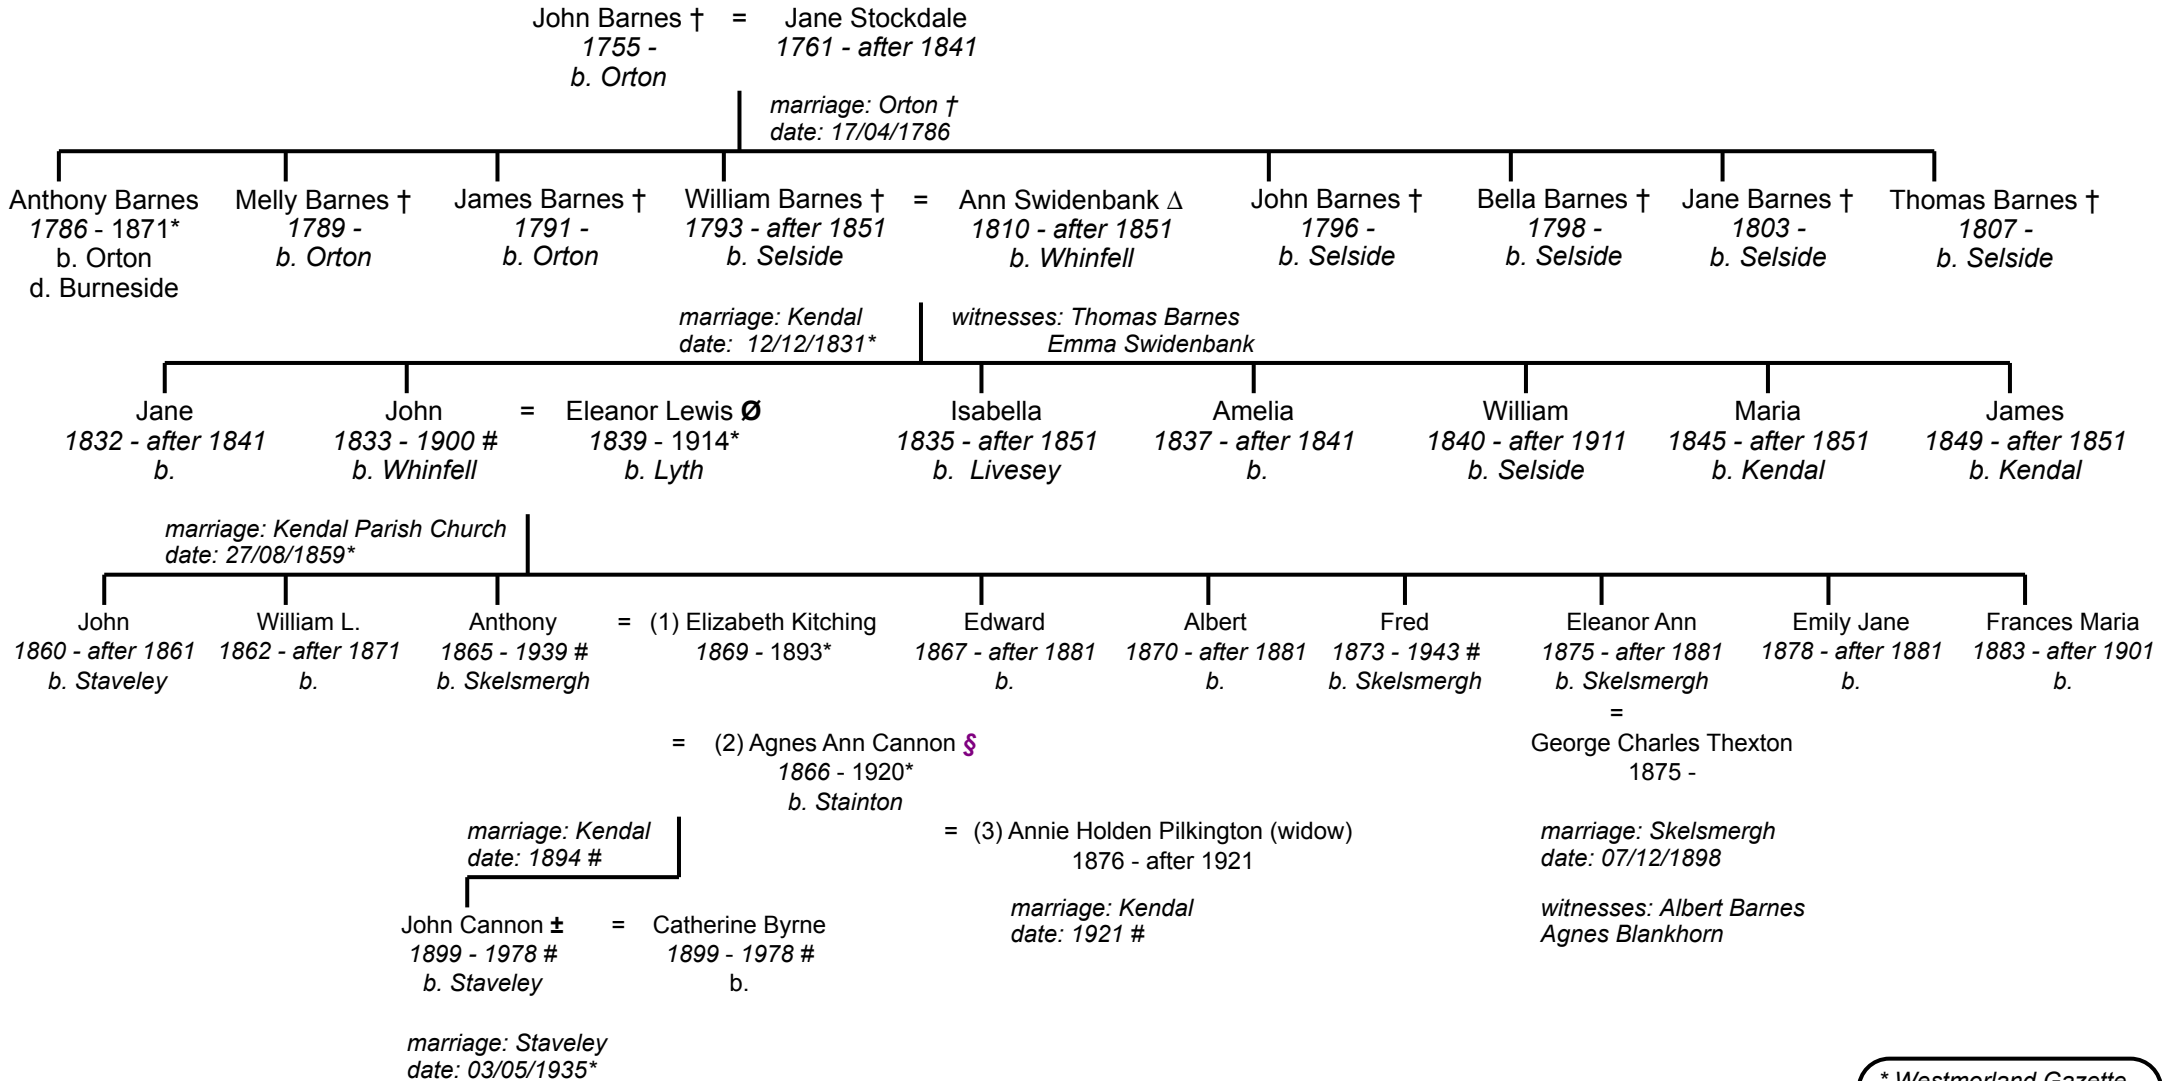 John Barnes † = Jane Stockdale
1755 - 1761 - after 1841
b. Orton
marriage: Orton †
date: 17/04/1786
Anthony Barnes Melly Barnes † James Barnes † William Barnes † = Ann Swidenbank Δ John Barnes † Bella Barnes † Jane Barnes † Thomas Barnes †
1786 - 1871* 1789 - 1791 - 1793 - after 1851 1810 - after 1851 1796 - 1798 - 1803 - 1807 -
b. Orton b. Orton b. Orton b. Selside b. Whinfell b. Selside b. Selside b. Selside b. Selside
d. Burneside
marriage: Kendal witnesses: Thomas Barnes
date: 12/12/1831* Emma Swidenbank
Jane John = Eleanor Lewis Ø Isabella Amelia William Maria James
1832 - after 1841 1833 - 1900 # 1839 - 1914* 1835 - after 1851 1837 - after 1841 1840 - after 1911 1845 - after 1851 1849 - after 1851
b. b. Whinfell b. Lyth b. Livesey b. b. Selside b. Kendal b. Kendal
marriage: Kendal Parish Church
date: 27/08/1859*
John William L. Anthony = (1) Elizabeth Kitching Edward Albert Fred Eleanor Ann Emily Jane Frances Maria
1860 - after 1861 1862 - after 1871 1865 - 1939 # 1869 - 1893* 1867 - after 1881 1870 - after 1881 1873 - 1943 # 1875 - after 1881 1878 - after 1881 1883 - after 1901
b. Staveley b. b. Skelsmergh b. b. b. Skelsmergh b. Skelsmergh b. b.
=
= (2) Agnes Ann Cannon § George Charles Thexton
1866 - 1920* 1875 -
b. Stainton
marriage: Kendal = (3) Annie Holden Pilkington (widow) marriage: Skelsmergh
date: 1894 # 1876 - after 1921 date: 07/12/1898
marriage: Kendal witnesses: Albert Barnes
date: 1921 # Agnes Blankhorn
John Cannon ± = Catherine Byrne
1899 - 1978 # 1899 - 1978 #
b. Staveley b.
marriage: Staveley
date: 03/05/1935*
* Westmorland Gazette